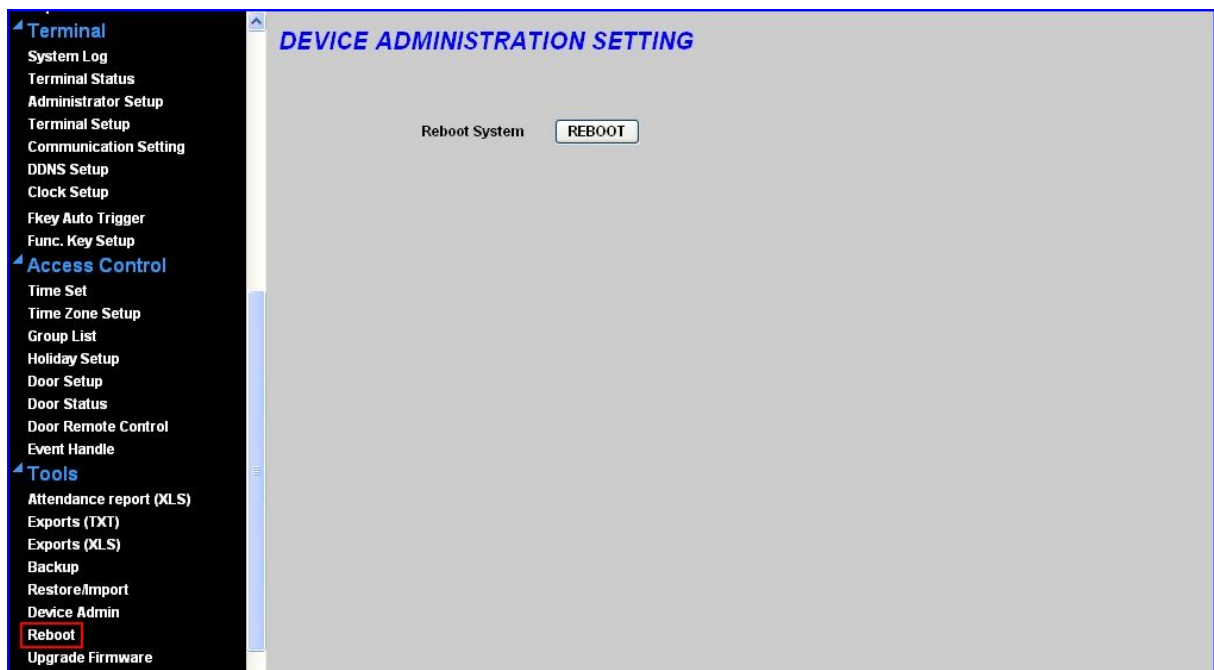 Terminal
System Log
Terminal Status
Administrator Setup
Terminal Setup
Communication Setting
DDNS Setup
Clock Setup
Fkey Auto Trigger
Func. Key Setup
Access Control
Time Set
Time Zone Setup
Group List
Holiday Setup
Door Setup
Door Status
Door Remote Control
Event Handle
Tools
Attendance report (XLS)
Exports (TXT)
Exports (XLS)
Backup
Restore/Import
Device Admin
Reboot
Upgrade Firmware
DEVICE ADMINISTRATION SETTING
Reboot System REBOOT